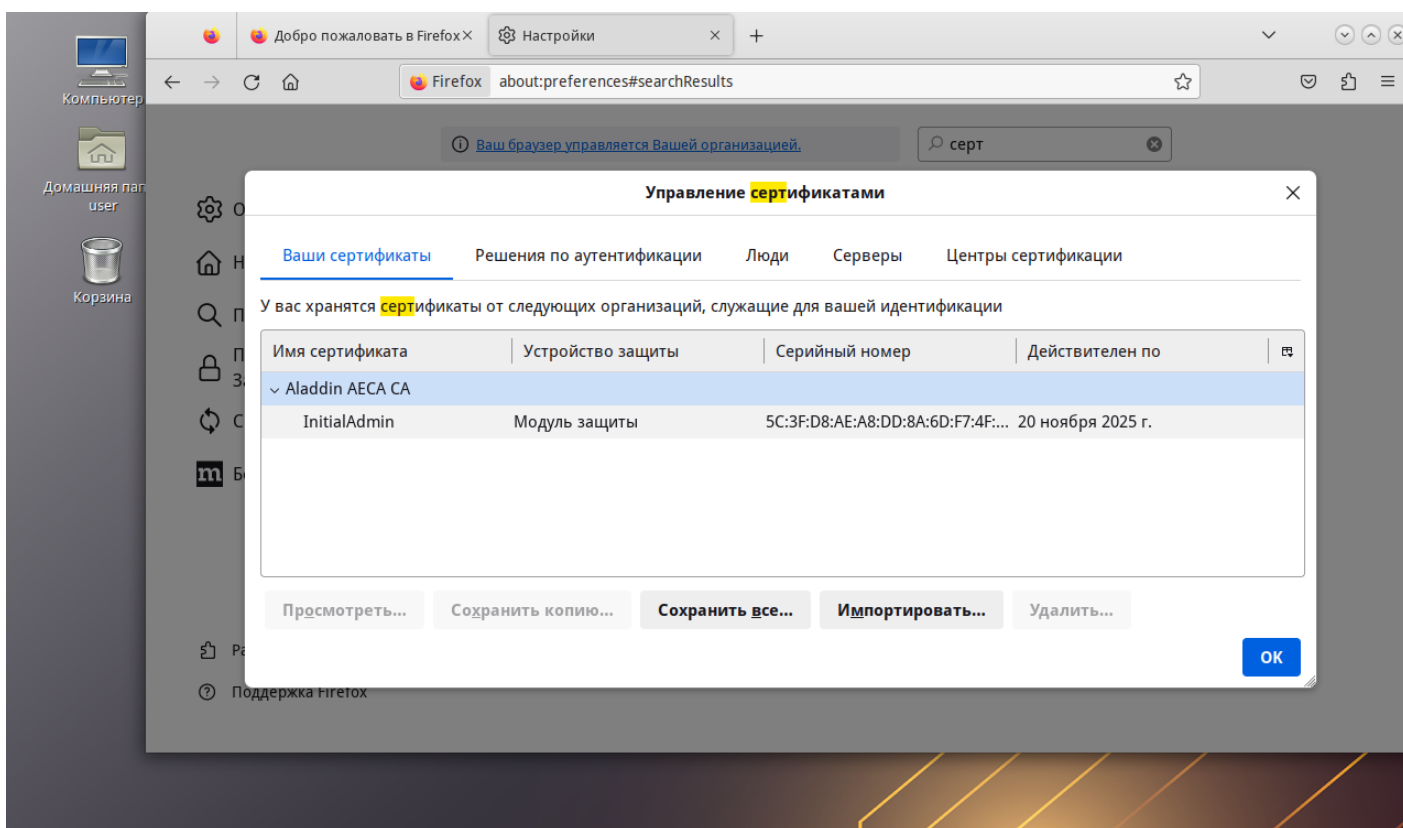 Добро пожаловать в Firefox
Настройки
Firefox about:preferences#searchResults
Компьютер
Ваш браузер управляется Вашей организацией.
серт
Домашняя пап
user
Корзина
Управление сертификатами
Ваши сертификаты Решения по аутентификации Люди Серверы Центры сертификации
У вас хранятся сертификаты от следующих организаций, служащие для вашей идентификации
Имя сертификата Устройство защиты Серийный номер Действителен по
Aladdin AECA CA
InitialAdmin Модуль защиты 5C:3F:D8:AE:A8:DD:8A:6D:F7:4F:... 20 ноября 2025 г.
Просмотреть... Сохранить копию... Сохранить все... Импортировать... Удалить...
OK
Поддержка Firefox